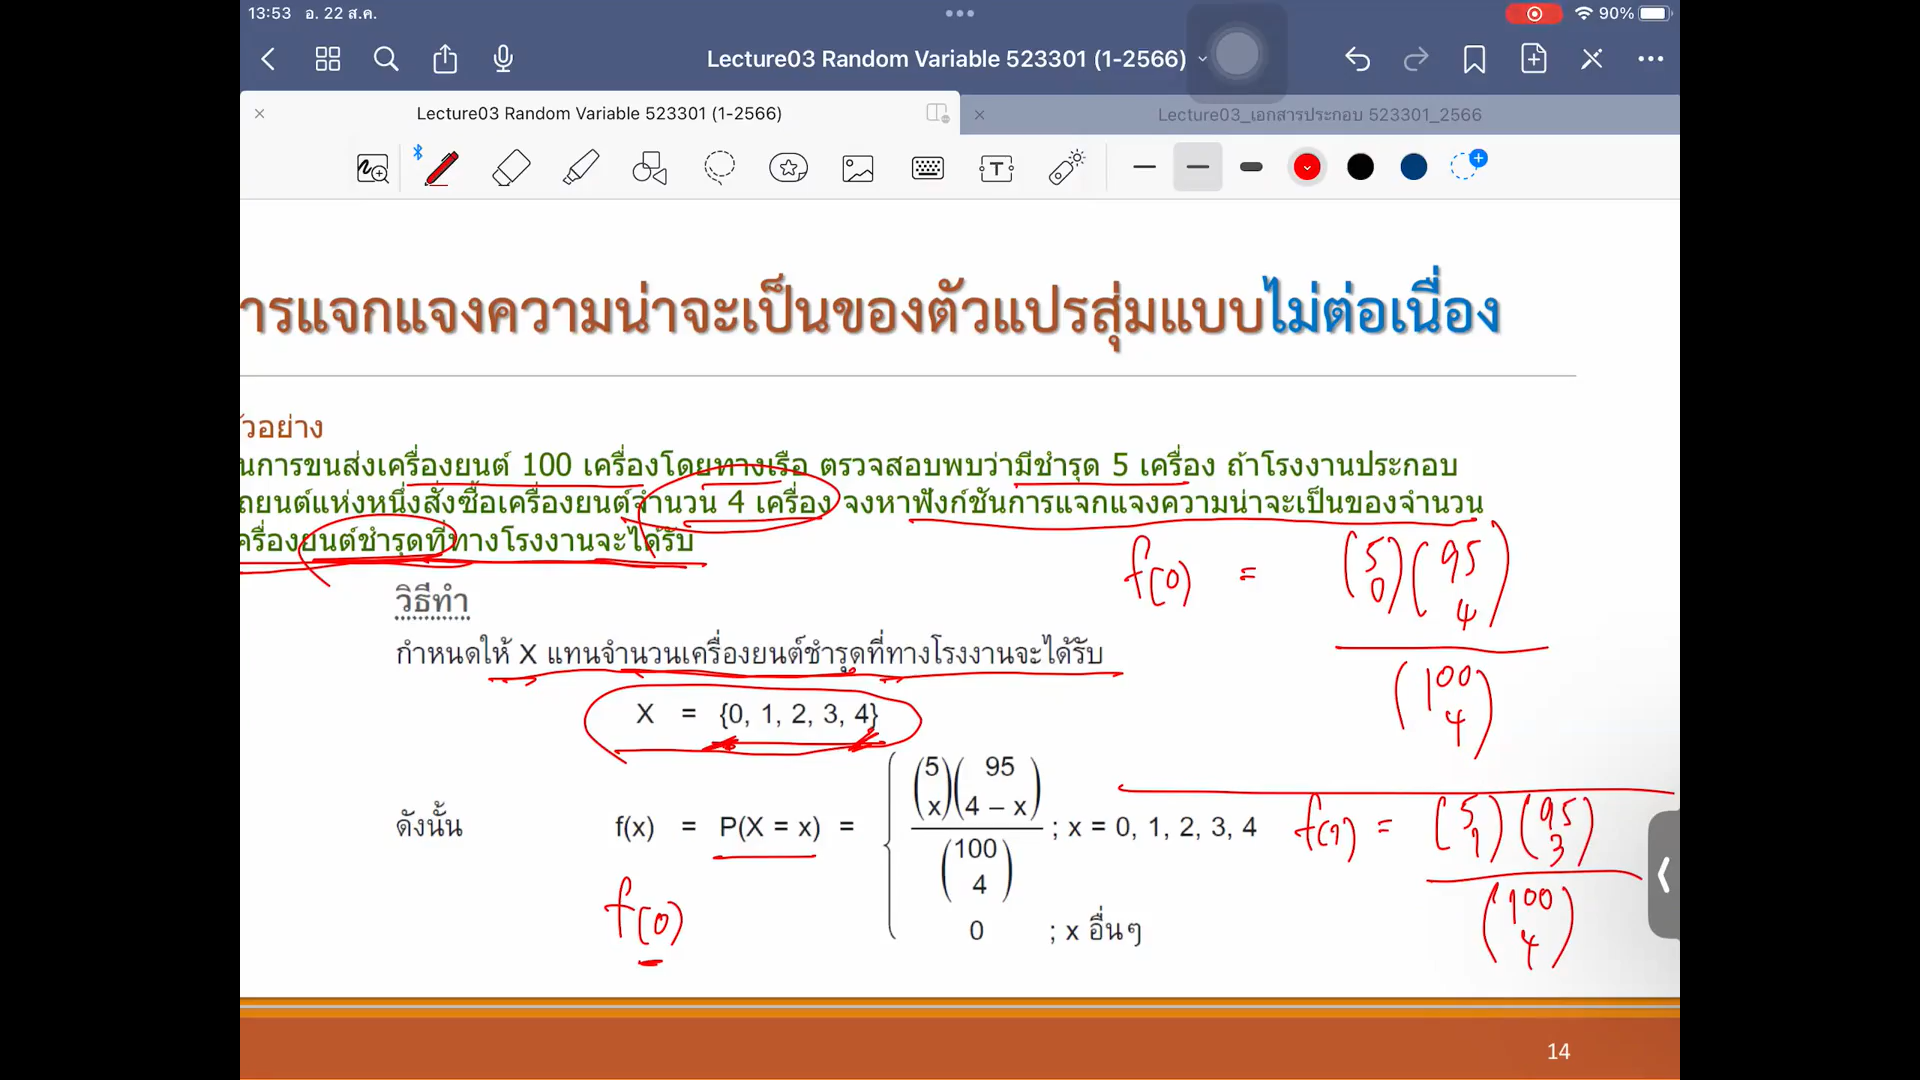 13:53 อ. 22 ส.ค.
90%
Lecture03 Random Variable 523301 (1-2566)
Lecture03 Random Variable 523301 (1-2566)
Lecture03_เอกสารประกอบ 523301_2566
ารแจกแจงความน่าจะเป็นของตัวแปรสุ่มแบบไม่ต่อเนื่อง
ัวอย่าง
นการขนส่งเครื่องยนต์ 100 เครื่องโดยทางเรือ ตรวจสอบพบว่ามีชำรุด 5 เครื่อง ถ้าโรงงานประกอบ
ถยนต์แห่งหนึ่งสั่งซื้อเครื่องยนต์จำนวน 4 เครื่อง จงหาฟังก์ชันการแจกแจงความน่าจะเป็นของจำนวน
ครื่องยนต์ชำรุดที่ทางโรงงานจะได้รับ
f(0) = (5 0)(95 4)
(100 4)
วิธีทำ
กำหนดให้ X แทนจำนวนเครื่องยนต์ชำรุดที่ทางโรงงานจะได้รับ
X = {0, 1, 2, 3, 4}
ดังนั้น f(x) = P(X = x) = { (5 x)(95 4 − x)
(100 4) ; x = 0, 1, 2, 3, 4
0 ; x อื่นๆ
f(1) = (5 1)(95 3)
(100 4)
f(0)
14